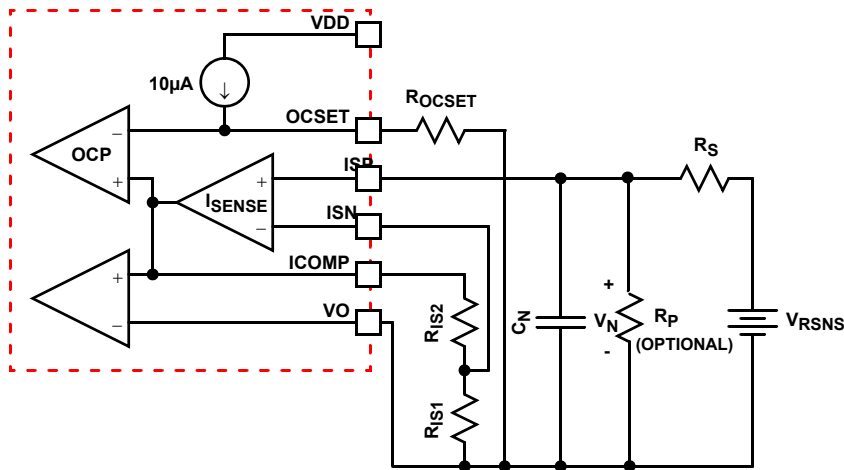 VDD
10µA
OCSET
ROCSET
OCP
ISP
RS
+
−
ISENSE
ISN
ICOMP
VO
RIS2
RIS1
CN
VN
+
-
RP
(OPTIONAL)
VRSNS